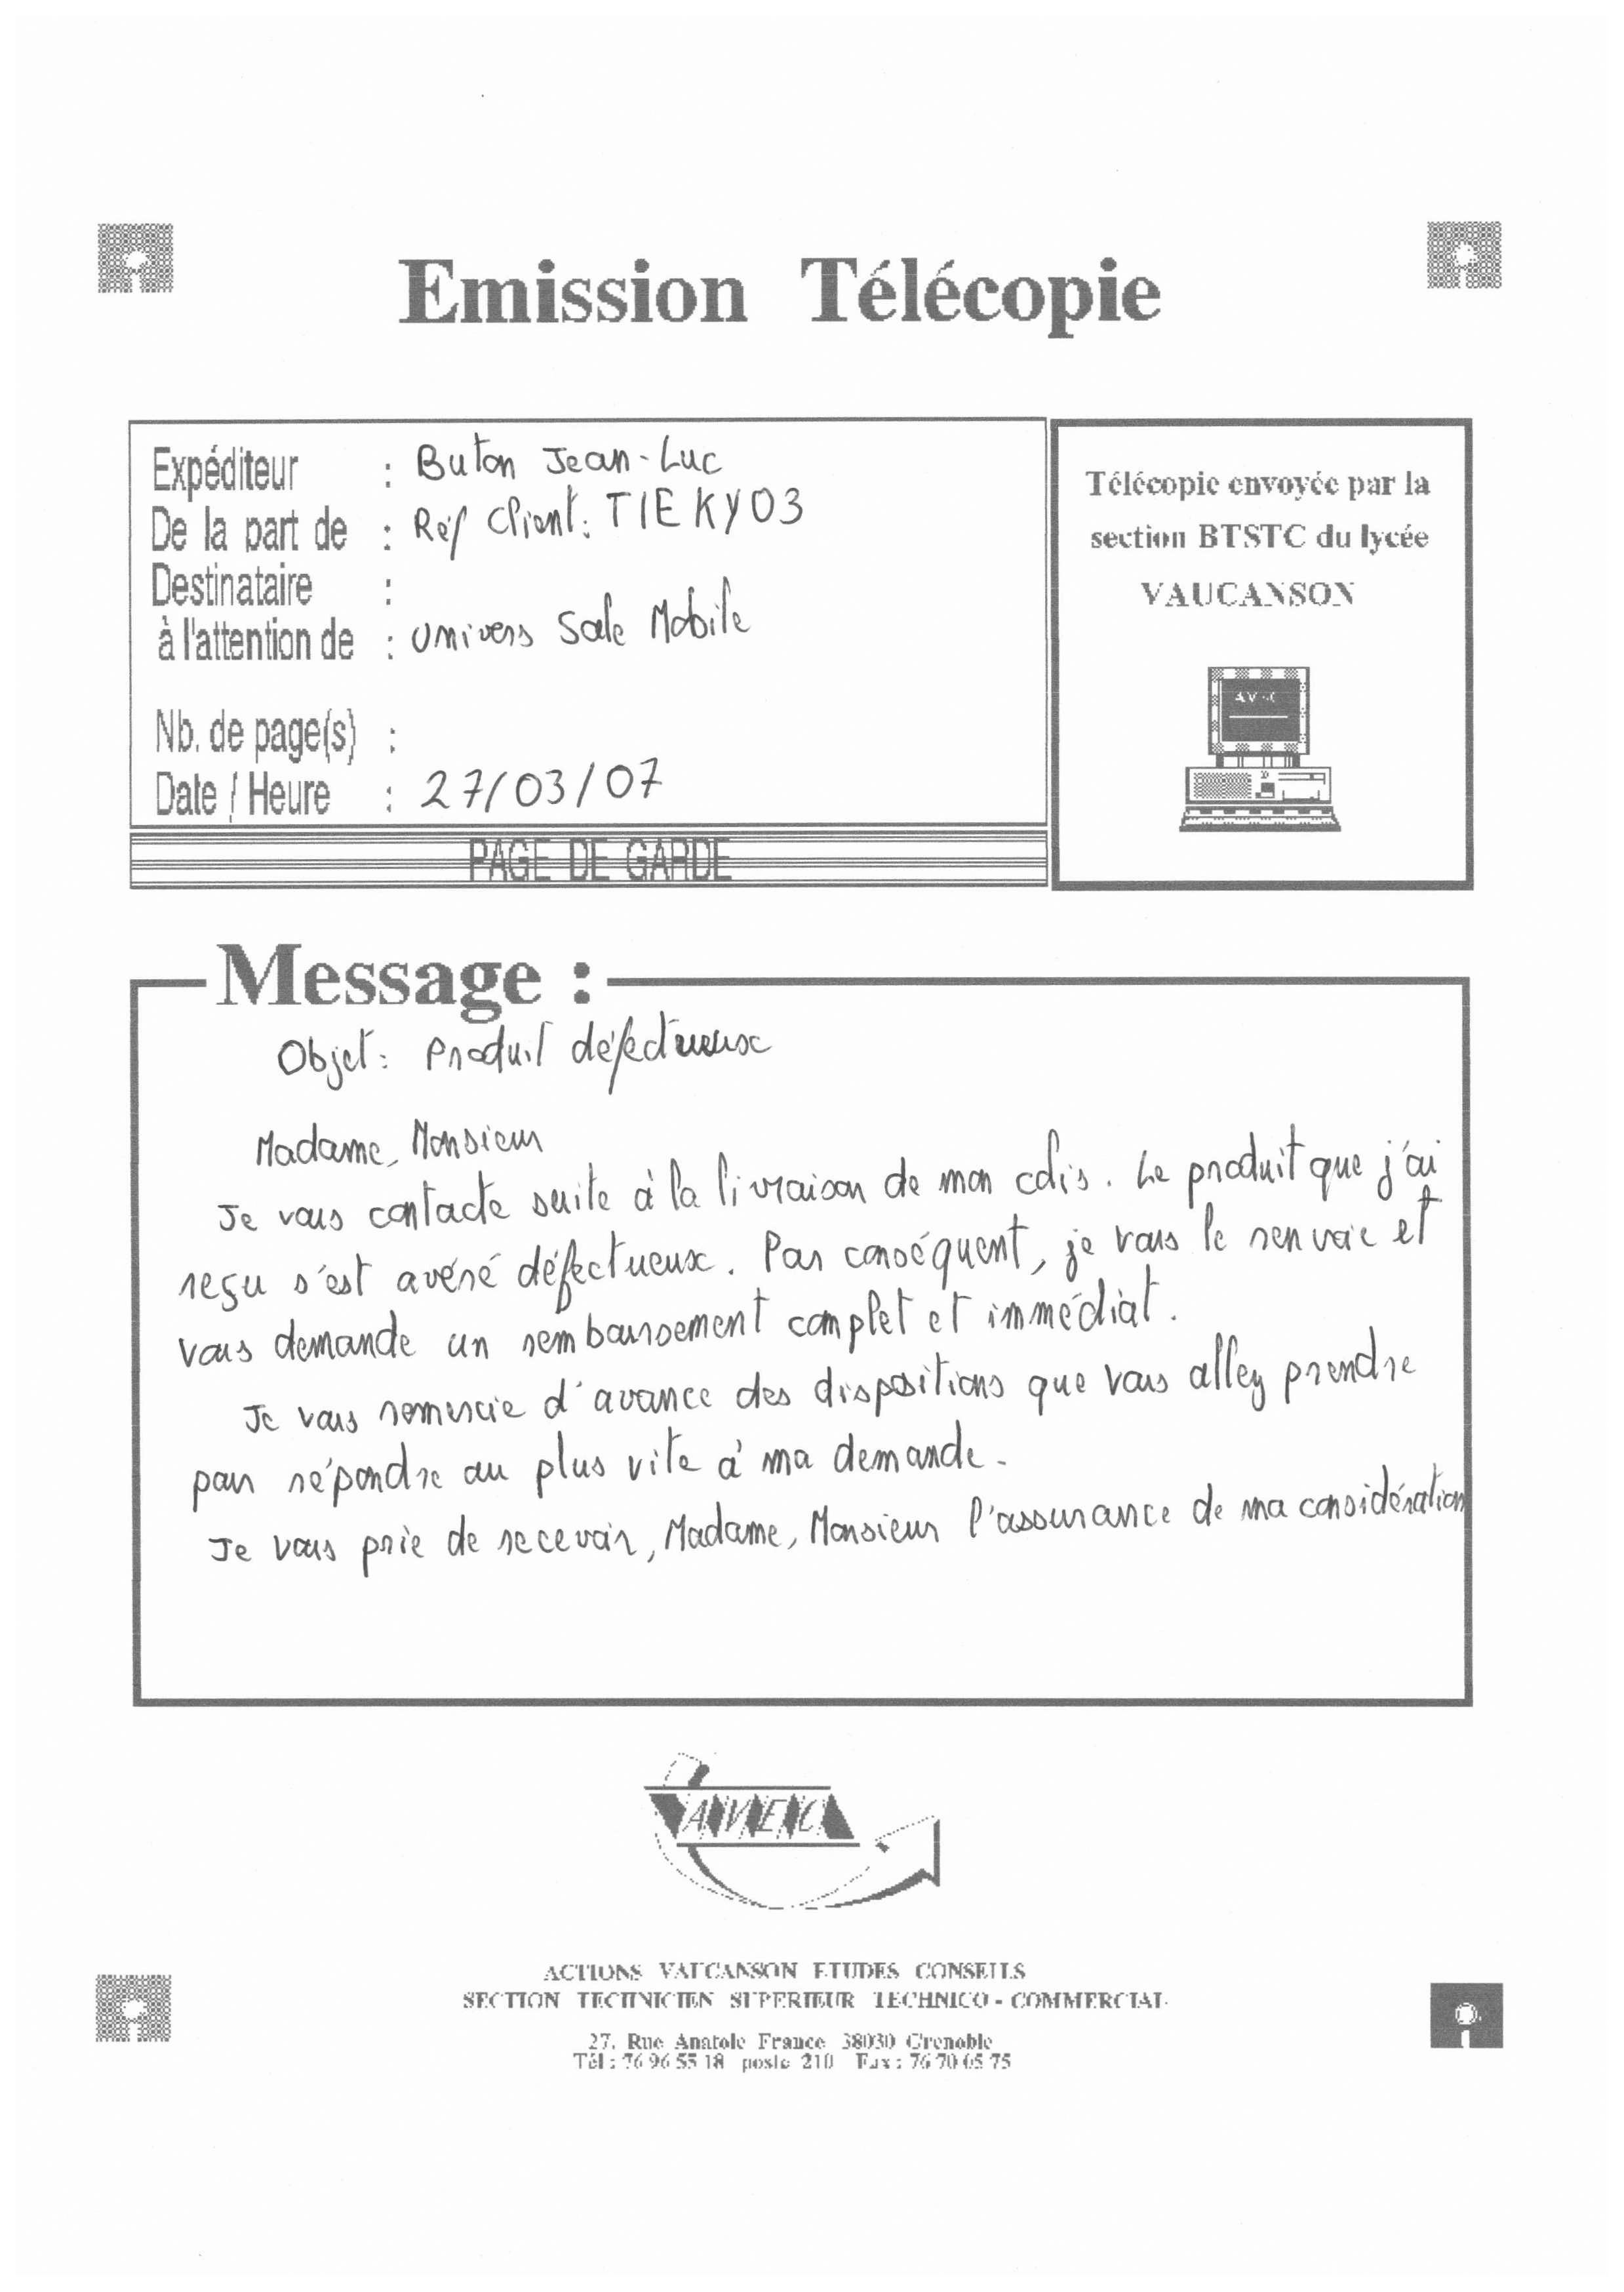 Emission Télécopie
Expéditeur : Buton Jean-Luc
De la part de : Réf Client: TIEKY03
Destinataire :
à l'attention de : Univers Sale Mobile
Nb. de page(s) :
Date / Heure : 27/03/07
PAGE DE GARDE
Télécopie envoyée par la
section BTSTC du lycée
VAUCANSON
Message :
Objet: Produit défectueux
Madame, Monsieur
Je vous contacte suite à la livraison de mon colis. Le produit que j'ai
reçu s'est avéré défectueux. Par conséquent, je vous le renvoie et
vous demande un remboursement complet et immédiat.
Je vous remercie d'avance des dispositions que vous allez prendre
pour répondre au plus vite à ma demande.
Je vous prie de recevoir, Madame, Monsieur l'assurance de ma considération
AVEC
ACTIONS VAUCANSON ETUDES CONSEILS
SECTION TECHNICIEN SUPERIEUR TECHNICO - COMMERCIAL
27, Rue Anatole France 38030 Grenoble
Tél : 76 96 55 18 poste 210 Fax : 76 70 65 75